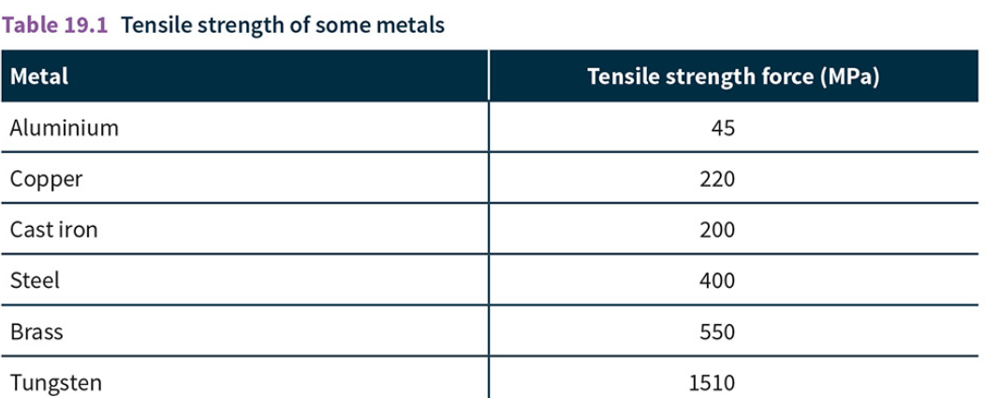 Table 19.1 Tensile strength of some metals
Metal Tensile strength force (MPa)
Aluminium 45
Copper 220
Cast iron 200
Steel 400
Brass 550
Tungsten 1510